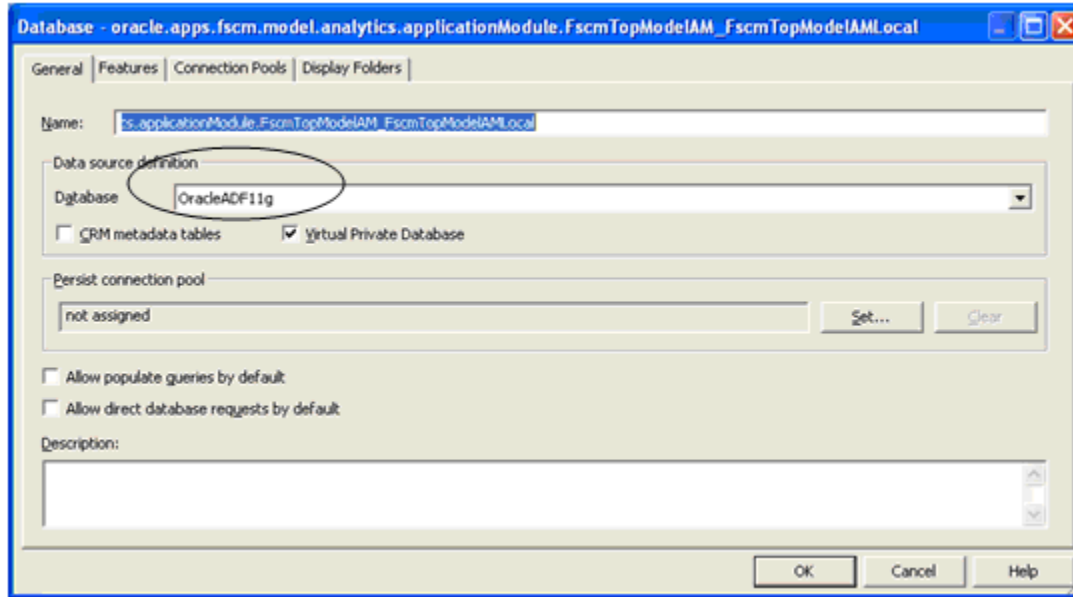 Database - oracle.apps.fscm.model.analytics.applicationModule.FscmTopModelAM_FscmTopModelAMLocal
General Features Connection Pools Display Folders
Name: cs.applicationModule.FscmTopModelAM_FscmTopModelAMLocal
Data source definition
Database OracleADF11g
CRM metadata tables Virtual Private Database
Persist connection pool
not assigned Set... Clear
Allow populate queries by default
Allow direct database requests by default
Description:
OK Cancel Help